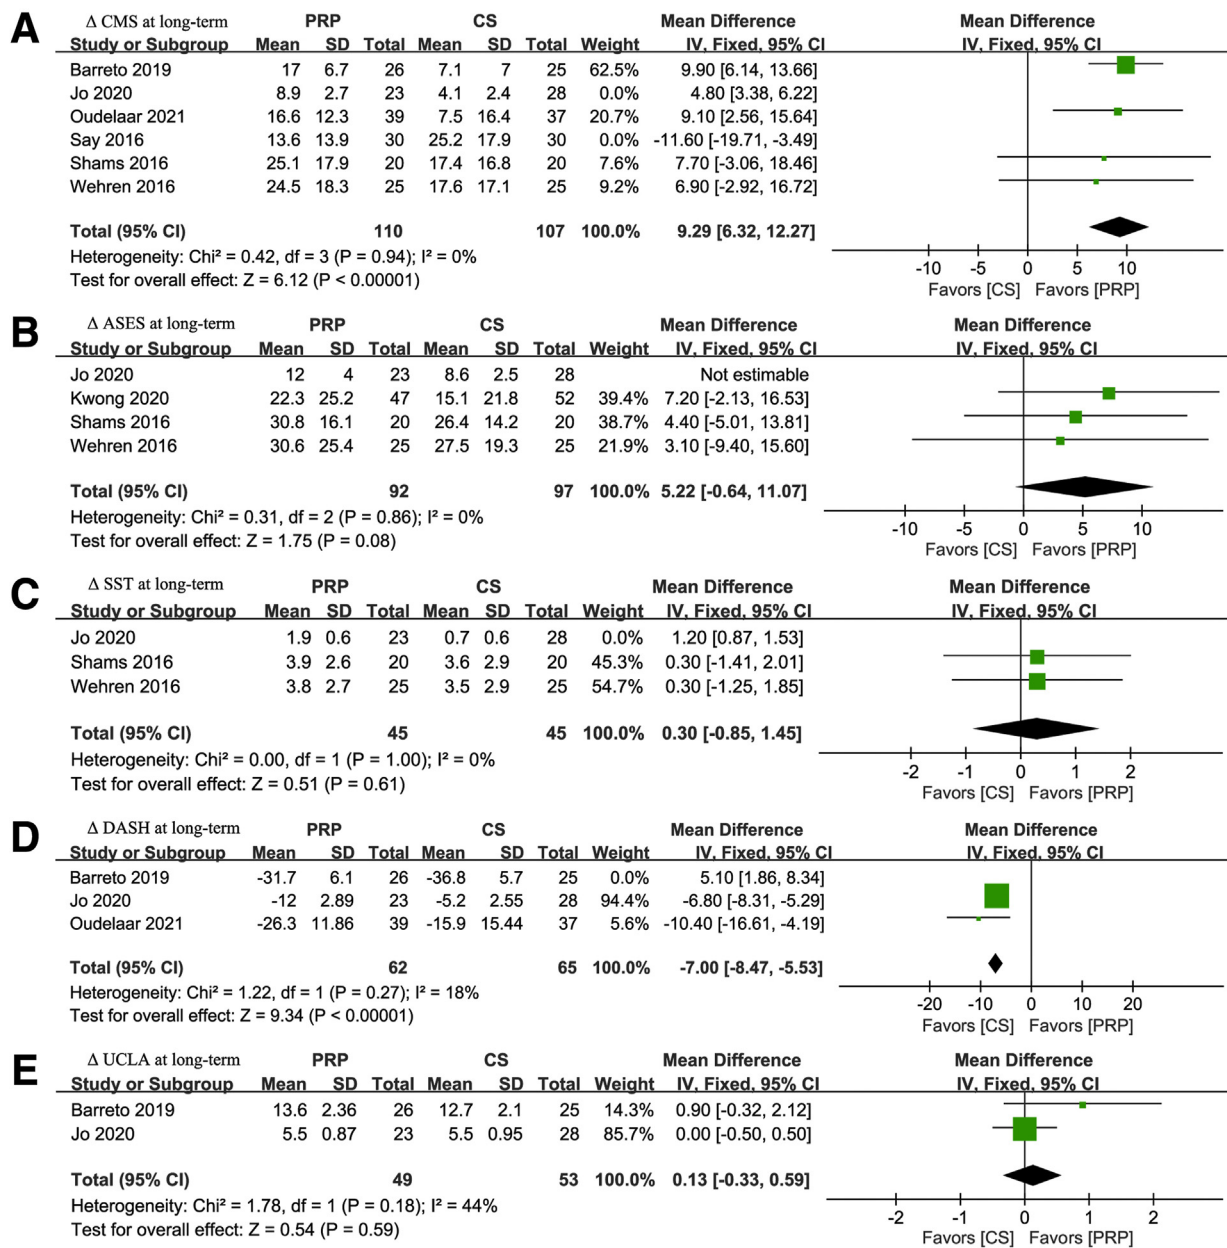 A
Δ CMS at long-term PRP CS Mean Difference Mean Difference
Study or Subgroup Mean SD Total Mean SD Total Weight IV, Fixed, 95% CI IV, Fixed, 95% CI
Barreto 2019 17 6.7 26 7.1 7 25 62.5% 9.90 [6.14, 13.66]
Jo 2020 8.9 2.7 23 4.1 2.4 28 0.0% 4.80 [3.38, 6.22]
Oudelaar 2021 16.6 12.3 39 7.5 16.4 37 20.7% 9.10 [2.56, 15.64]
Say 2016 13.6 13.9 30 25.2 17.9 30 0.0% -11.60 [-19.71, -3.49]
Shams 2016 25.1 17.9 20 17.4 16.8 20 7.6% 7.70 [-3.06, 18.46]
Wehren 2016 24.5 18.3 25 17.6 17.1 25 9.2% 6.90 [-2.92, 16.72]
Total (95% CI) 110 107 100.0% 9.29 [6.32, 12.27]
Heterogeneity: Chi² = 0.42, df = 3 (P = 0.94); I² = 0%
Test for overall effect: Z = 6.12 (P < 0.00001)
-10 -5 0 5 10
Favors [CS] Favors [PRP]
B
Δ ASES at long-term PRP CS Mean Difference Mean Difference
Study or Subgroup Mean SD Total Mean SD Total Weight IV, Fixed, 95% CI IV, Fixed, 95% CI
Jo 2020 12 4 23 8.6 2.5 28 Not estimable
Kwong 2020 22.3 25.2 47 15.1 21.8 52 39.4% 7.20 [-2.13, 16.53]
Shams 2016 30.8 16.1 20 26.4 14.2 20 38.7% 4.40 [-5.01, 13.81]
Wehren 2016 30.6 25.4 25 27.5 19.3 25 21.9% 3.10 [-9.40, 15.60]
Total (95% CI) 92 97 100.0% 5.22 [-0.64, 11.07]
Heterogeneity: Chi² = 0.31, df = 2 (P = 0.86); I² = 0%
Test for overall effect: Z = 1.75 (P = 0.08)
-10 -5 0 5 10
Favors [CS] Favors [PRP]
C
Δ SST at long-term PRP CS Mean Difference Mean Difference
Study or Subgroup Mean SD Total Mean SD Total Weight IV, Fixed, 95% CI IV, Fixed, 95% CI
Jo 2020 1.9 0.6 23 0.7 0.6 28 0.0% 1.20 [0.87, 1.53]
Shams 2016 3.9 2.6 20 3.6 2.9 20 45.3% 0.30 [-1.41, 2.01]
Wehren 2016 3.8 2.7 25 3.5 2.9 25 54.7% 0.30 [-1.25, 1.85]
Total (95% CI) 45 45 100.0% 0.30 [-0.85, 1.45]
Heterogeneity: Chi² = 0.00, df = 1 (P = 1.00); I² = 0%
Test for overall effect: Z = 0.51 (P = 0.61)
-2 -1 0 1 2
Favors [CS] Favors [PRP]
D
Δ DASH at long-term PRP CS Mean Difference Mean Difference
Study or Subgroup Mean SD Total Mean SD Total Weight IV, Fixed, 95% CI IV, Fixed, 95% CI
Barreto 2019 -31.7 6.1 26 -36.8 5.7 25 0.0% 5.10 [1.86, 8.34]
Jo 2020 -12 2.89 23 -5.2 2.55 28 94.4% -6.80 [-8.31, -5.29]
Oudelaar 2021 -26.3 11.86 39 -15.9 15.44 37 5.6% -10.40 [-16.61, -4.19]
Total (95% CI) 62 65 100.0% -7.00 [-8.47, -5.53]
Heterogeneity: Chi² = 1.22, df = 1 (P = 0.27); I² = 18%
Test for overall effect: Z = 9.34 (P < 0.00001)
-20 -10 0 10 20
Favors [CS] Favors [PRP]
E
Δ UCLA at long-term PRP CS Mean Difference Mean Difference
Study or Subgroup Mean SD Total Mean SD Total Weight IV, Fixed, 95% CI IV, Fixed, 95% CI
Barreto 2019 13.6 2.36 26 12.7 2.1 25 14.3% 0.90 [-0.32, 2.12]
Jo 2020 5.5 0.87 23 5.5 0.95 28 85.7% 0.00 [-0.50, 0.50]
Total (95% CI) 49 53 100.0% 0.13 [-0.33, 0.59]
Heterogeneity: Chi² = 1.78, df = 1 (P = 0.18); I² = 44%
Test for overall effect: Z = 0.54 (P = 0.59)
-2 -1 0 1 2
Favors [CS] Favors [PRP]